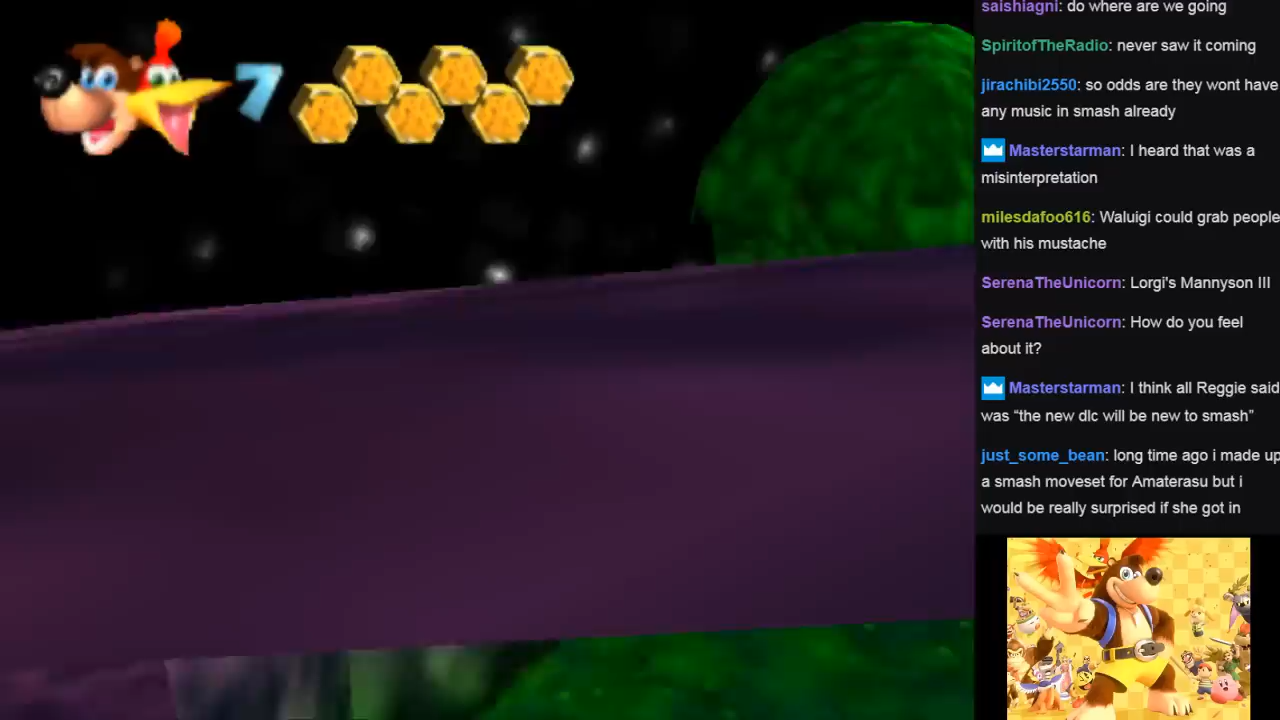 7
saishiagni: do where are we going
SpiritofTheRadio: never saw it coming
jirachibi2550: so odds are they wont have
any music in smash already
Masterstarman: I heard that was a
misinterpretation
milesdafoo616: Waluigi could grab people
with his mustache
SerenaTheUnicorn: Lorgi's Mannyson III
SerenaTheUnicorn: How do you feel
about it?
Masterstarman: I think all Reggie said
was “the new dlc will be new to smash”
just_some_bean: long time ago i made up
a smash moveset for Amaterasu but i
would be really surprised if she got in